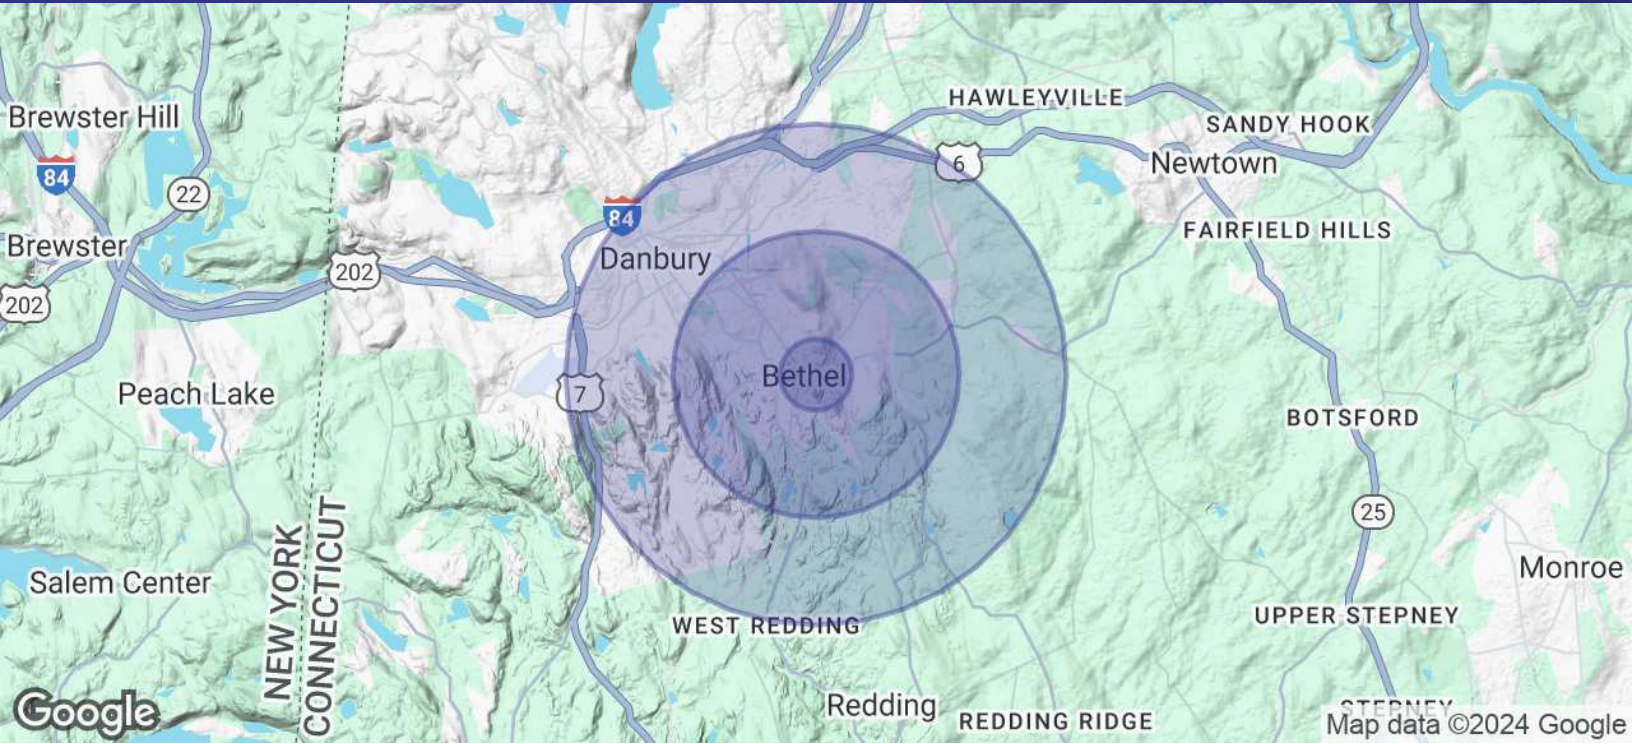 HAWLEYVILLE
Brewster Hill
SANDY HOOK
6
Newtown
84
22
84
FAIRFIELD HILLS
Brewster
Danbury
202
202
Bethel
Peach Lake
7
BOTSFORD
25
Monroe
Salem Center
NEW YORK
CONNECTICUT
UPPER STEPNEY
WEST REDDING
Redding
STEPNEY
Google
REDDING RIDGE
Map data ©2024 Google